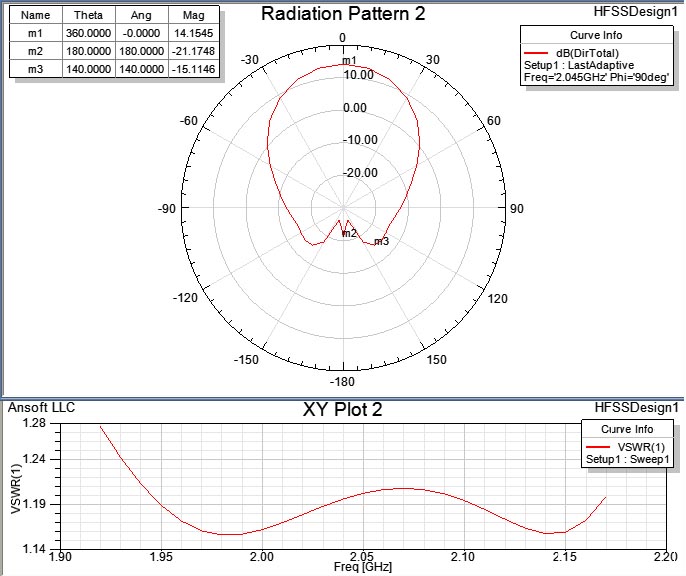 Radiation Pattern 2
HFSSDesign1
Name Theta Ang Mag
m1 360.0000 -0.0000 14.1545
m2 180.0000 180.0000 -21.1748
m3 140.0000 140.0000 -15.1146
Curve Info
dB(DirTotal)
Setup1 : LastAdaptive
Freq='2.045GHz' Phi='90deg'
0
-30 30
m1
10.00
-60 60
0.00
-10.00
-20.00
-90 90
m2 m3
-120 120
-150 150
-180
Ansoft LLC
XY Plot 2
HFSSDesign1
Curve Info
VSWR(1)
Setup1 : Sweep1
1.28
1.24
1.19
1.14
VSWR(1)
1.90 1.95 2.00 2.05 2.10 2.15 2.20
Freq [GHz]